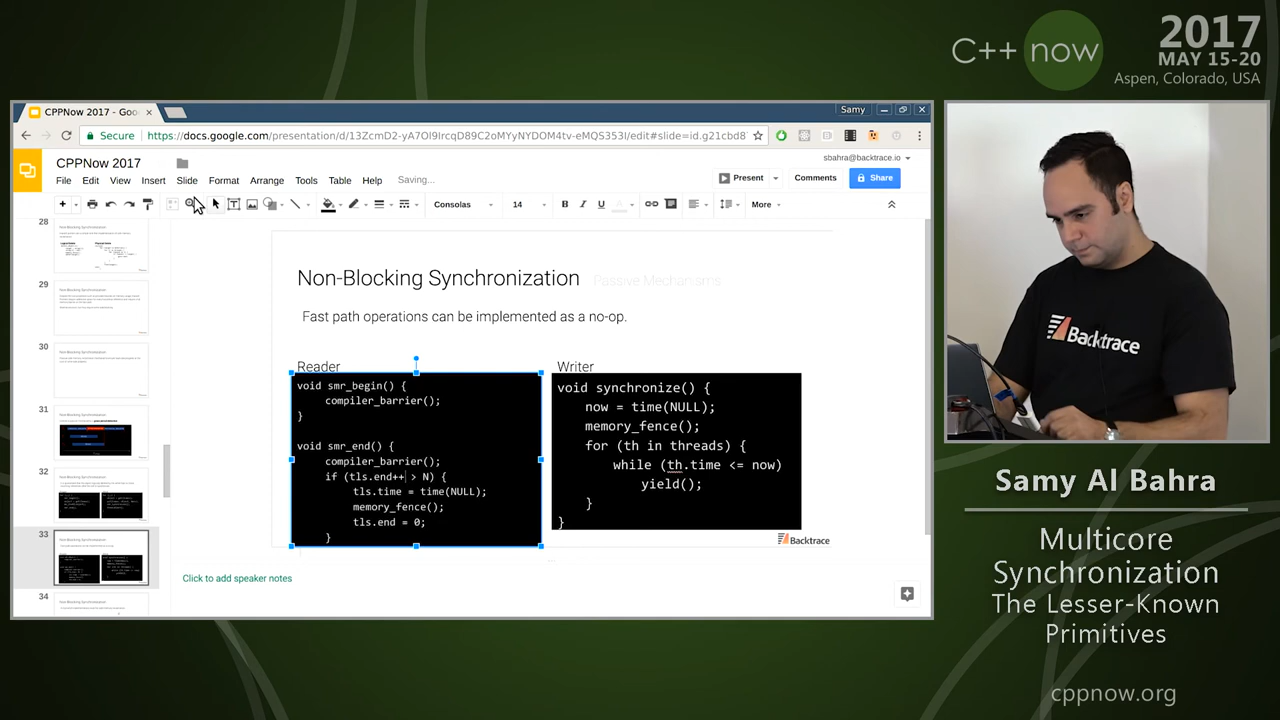 C++ now
2017
MAY 15-20
Aspen, Colorado, USA
CPPNow 2017 - Goo
Samy
Secure
https://docs.google.com/presentation/d/13ZcmD2-yA7Ol9IrcqD89C2oMYyNYDOM4tv-eMQS353I/edit#slide=id.g21cbd8
CPPNow 2017
sbahra@backtrace.io
File Edit View Insert Slide Format Arrange Tools Table Help Saving...
Present
Comments
Share
Consolas
14
B I U A
More
28
29
30
31
32
33
34
Non-Blocking Synchronization Passive Mechanisms
Fast path operations can be implemented as a no-op.
Reader
void smr_begin() {
compiler_barrier();
}
void smr_end() {
compiler_barrier();
if (tls.end++ > N) {
tls.time = time(NULL);
memory_fence();
tls.end = 0;
}
Writer
void synchronize() {
now = time(NULL);
memory_fence();
for (th in threads) {
while (th.time <= now)
yield();
}
}
Backtrace
Click to add speaker notes
Backtrace
Samy Al Bahra
Multicore
Synchronization
The Lesser-Known
Primitives
cppnow.org